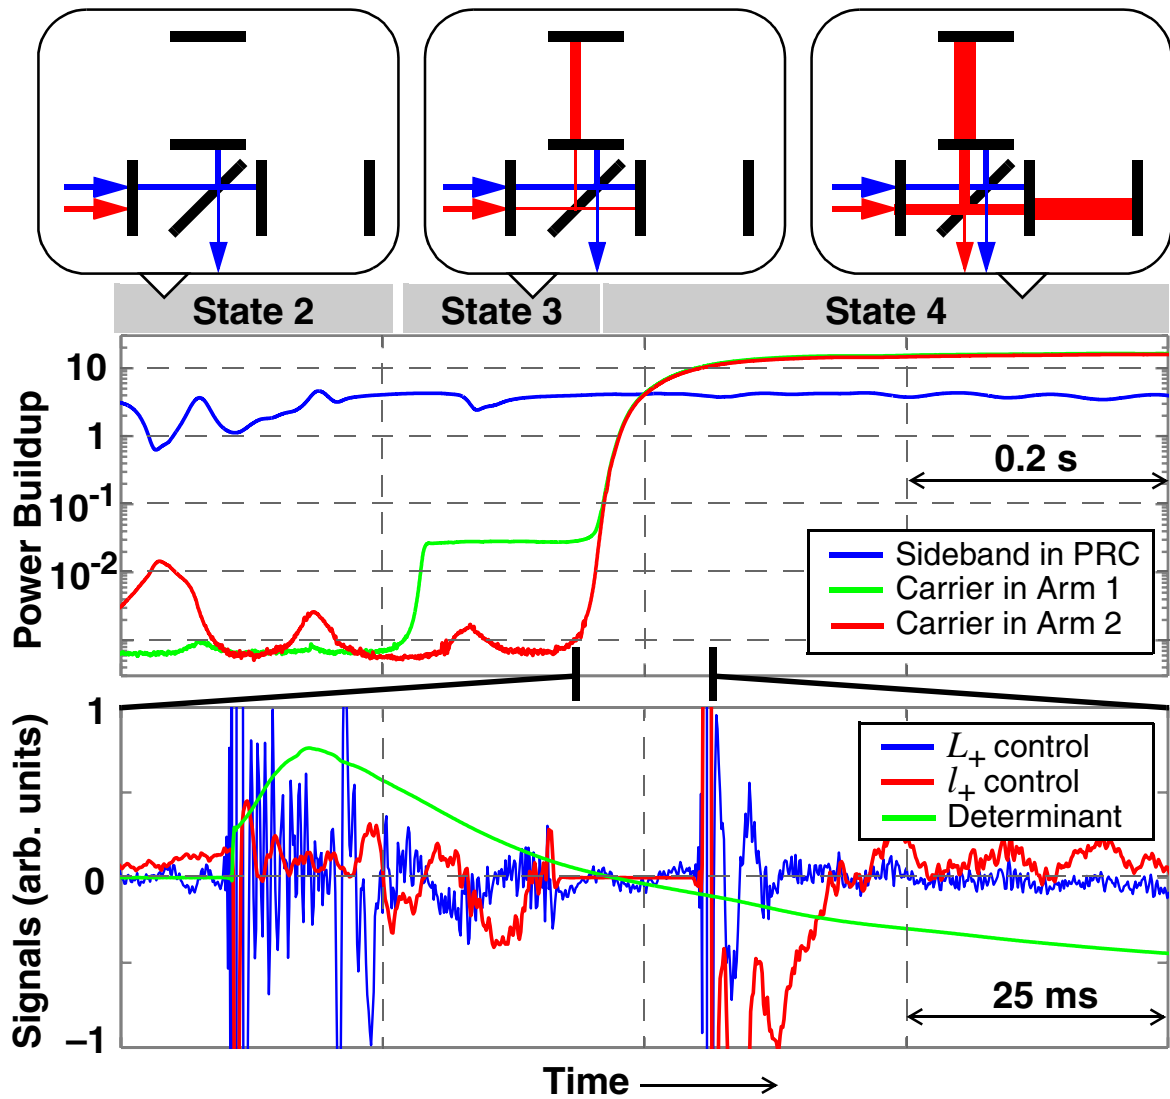 State 2
State 3
State 4
Power Buildup
10
1
10⁻¹
10⁻²
0.2 s
Sideband in PRC
Carrier in Arm 1
Carrier in Arm 2
Signals (arb. units)
1
0
−1
L₊ control
l₊ control
Determinant
25 ms
Time